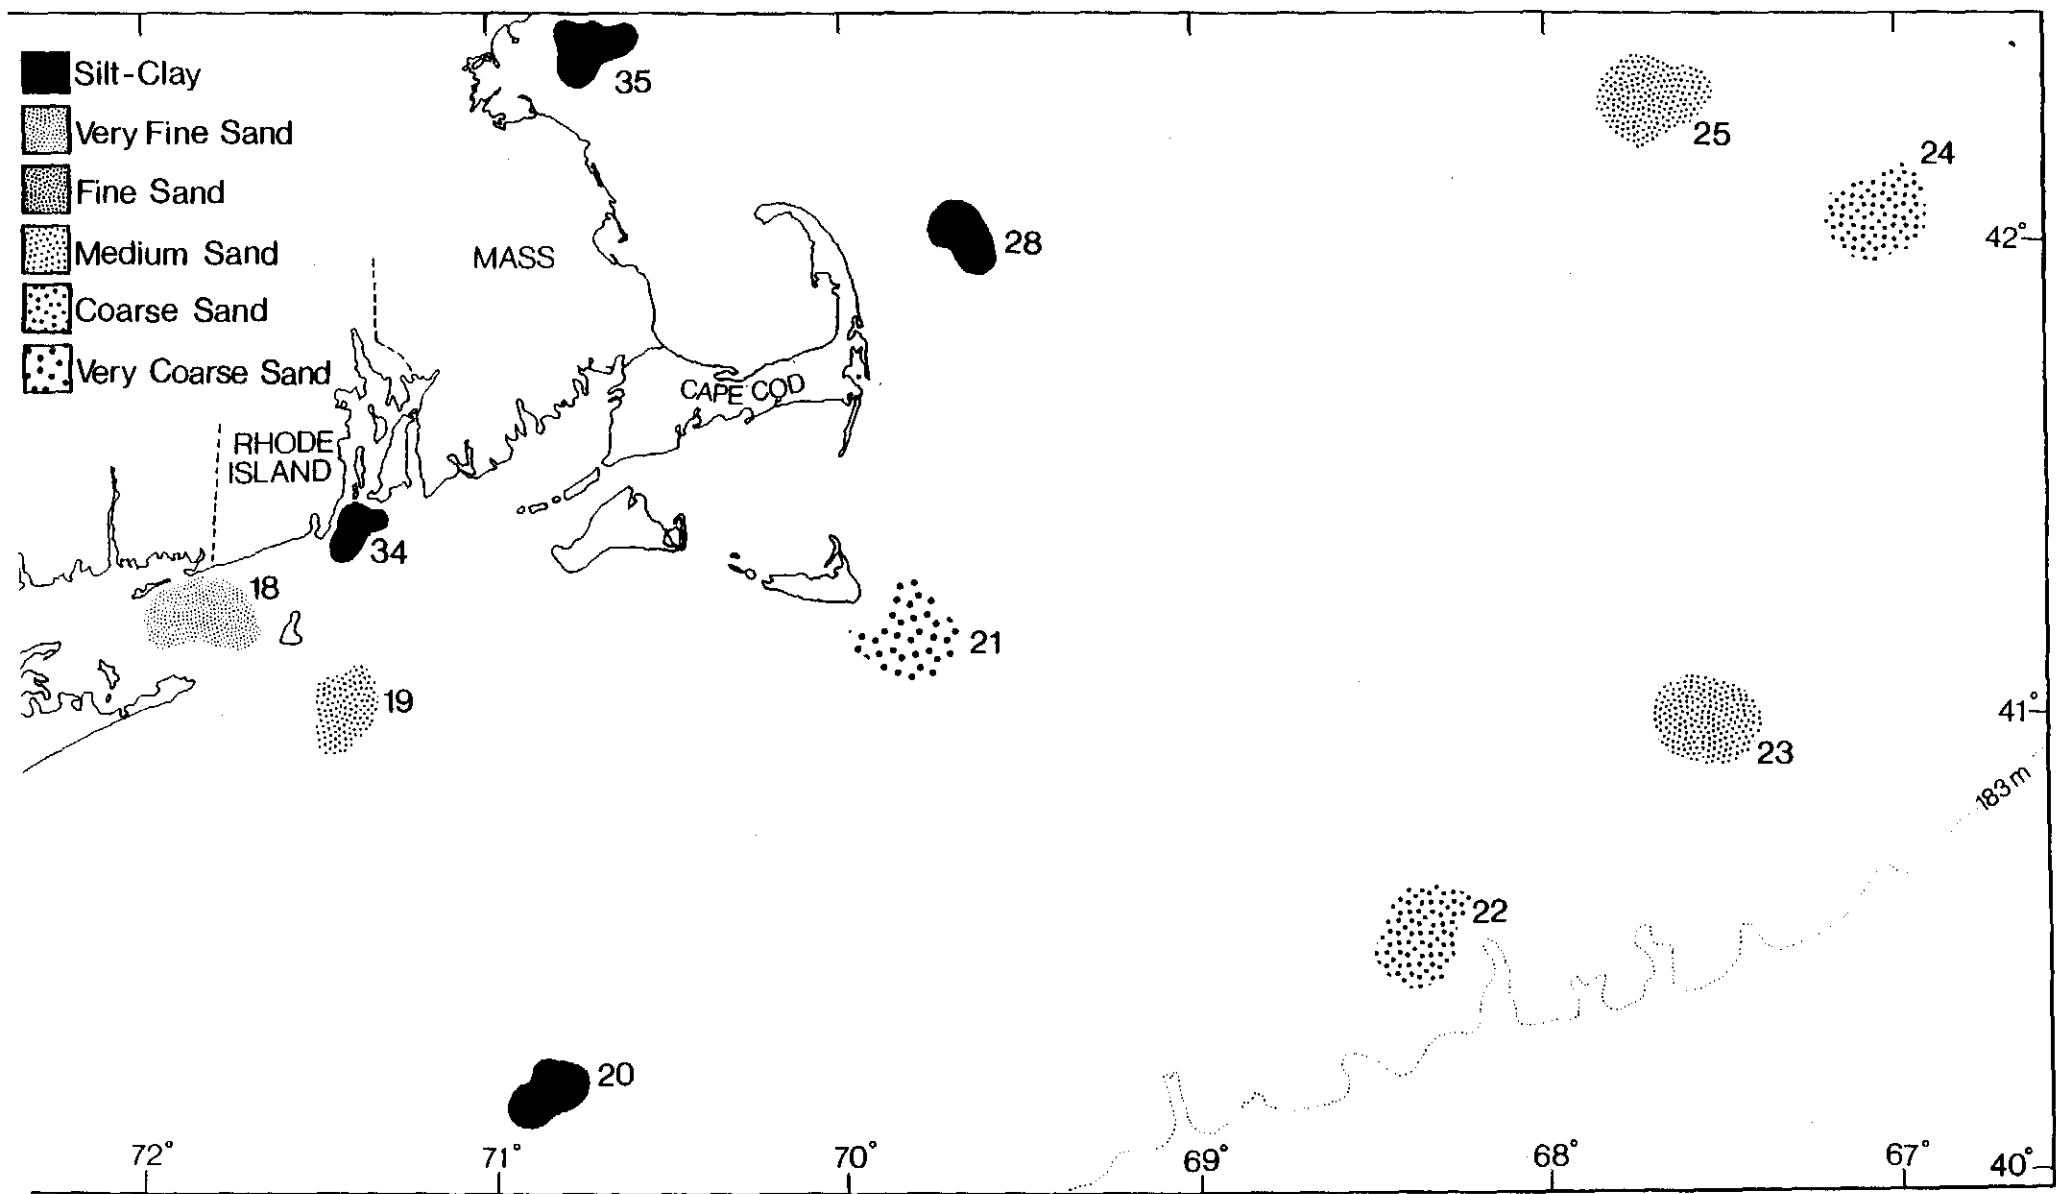 Silt-Clay
Very Fine Sand
Fine Sand
Medium Sand
Coarse Sand
Very Coarse Sand
35
25
24
28
42°
MASS
CAPE COD
RHODE
ISLAND
34
18
21
19
41°
23
183m
22
20
72°
71°
70°
69°
68°
67°
40°